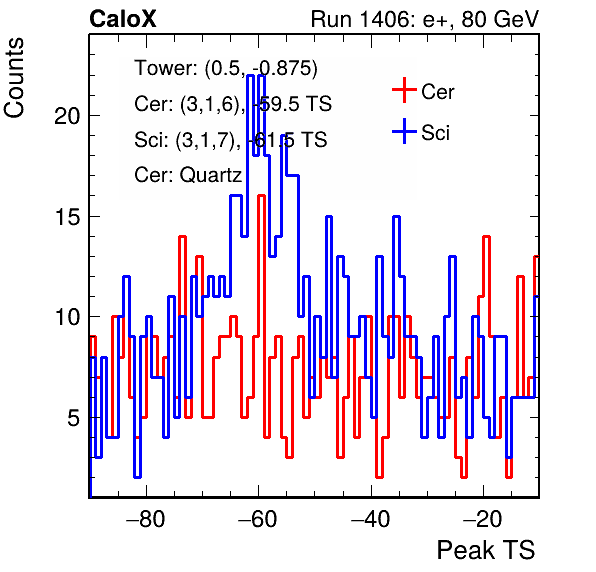 CaloX
Run 1406: e+, 80 GeV
Counts
Tower: (0.5, -0.875)
Cer: (3,1,6), -59.5 TS
Sci: (3,1,7), -61.5 TS
Cer: Quartz
Cer
Sci
20
15
10
5
−80 −60 −40 −20
Peak TS